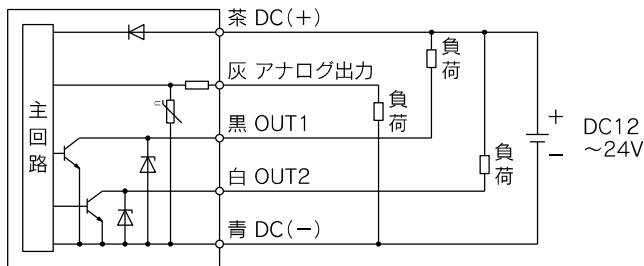 茶 DC(+)
負荷
灰 アナログ出力
負荷
主回路
黒 OUT1
+
DC12
～24V
−
負荷
白 OUT2
青 DC(−)